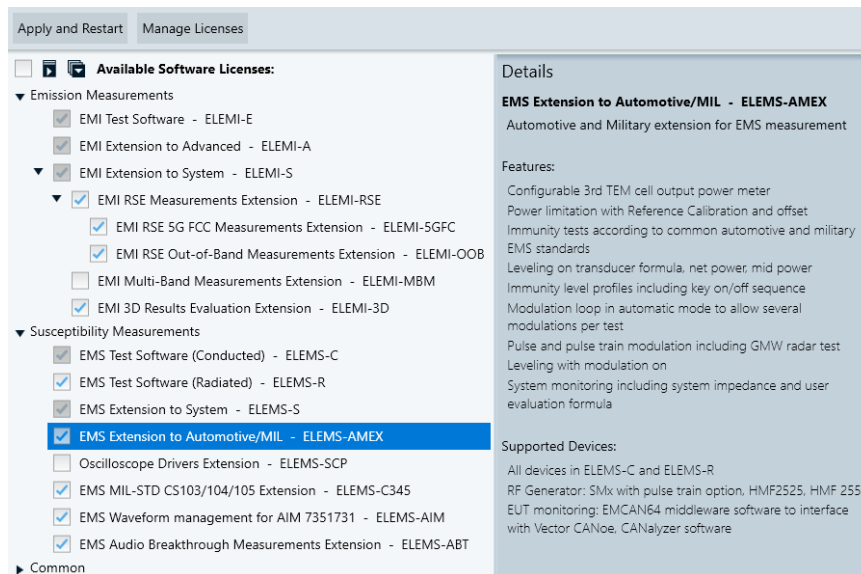 Apply and Restart
Manage Licenses
Available Software Licenses:
Emission Measurements
EMI Test Software - ELEMI-E
EMI Extension to Advanced - ELEMI-A
EMI Extension to System - ELEMI-S
EMI RSE Measurements Extension - ELEMI-RSE
EMI RSE 5G FCC Measurements Extension - ELEMI-5GFC
EMI RSE Out-of-Band Measurements Extension - ELEMI-OOB
EMI Multi-Band Measurements Extension - ELEMI-MBM
EMI 3D Results Evaluation Extension - ELEMI-3D
Susceptibility Measurements
EMS Test Software (Conducted) - ELEMS-C
EMS Test Software (Radiated) - ELEMS-R
EMS Extension to System - ELEMS-S
EMS Extension to Automotive/MIL - ELEMS-AMEX
Oscilloscope Drivers Extension - ELEMS-SCP
EMS MIL-STD CS103/104/105 Extension - ELEMS-C345
EMS Waveform management for AIM 7351731 - ELEMS-AIM
EMS Audio Breakthrough Measurements Extension - ELEMS-ABT
Common
Details
EMS Extension to Automotive/MIL - ELEMS-AMEX
Automotive and Military extension for EMS measurement
Features:
Configurable 3rd TEM cell output power meter
Power limitation with Reference Calibration and offset
Immunity tests according to common automotive and military
EMS standards
Leveling on transducer formula, net power, mid power
Immunity level profiles including key on/off sequence
Modulation loop in automatic mode to allow several
modulations per test
Pulse and pulse train modulation including GMW radar test
Leveling with modulation on
System monitoring including system impedance and user
evaluation formula
Supported Devices:
All devices in ELEMS-C and ELEMS-R
RF Generator: SMx with pulse train option, HMF2525, HMF 255
EUT monitoring: EMCAN64 middleware software to interface
with Vector CANoe, CANalyzer software